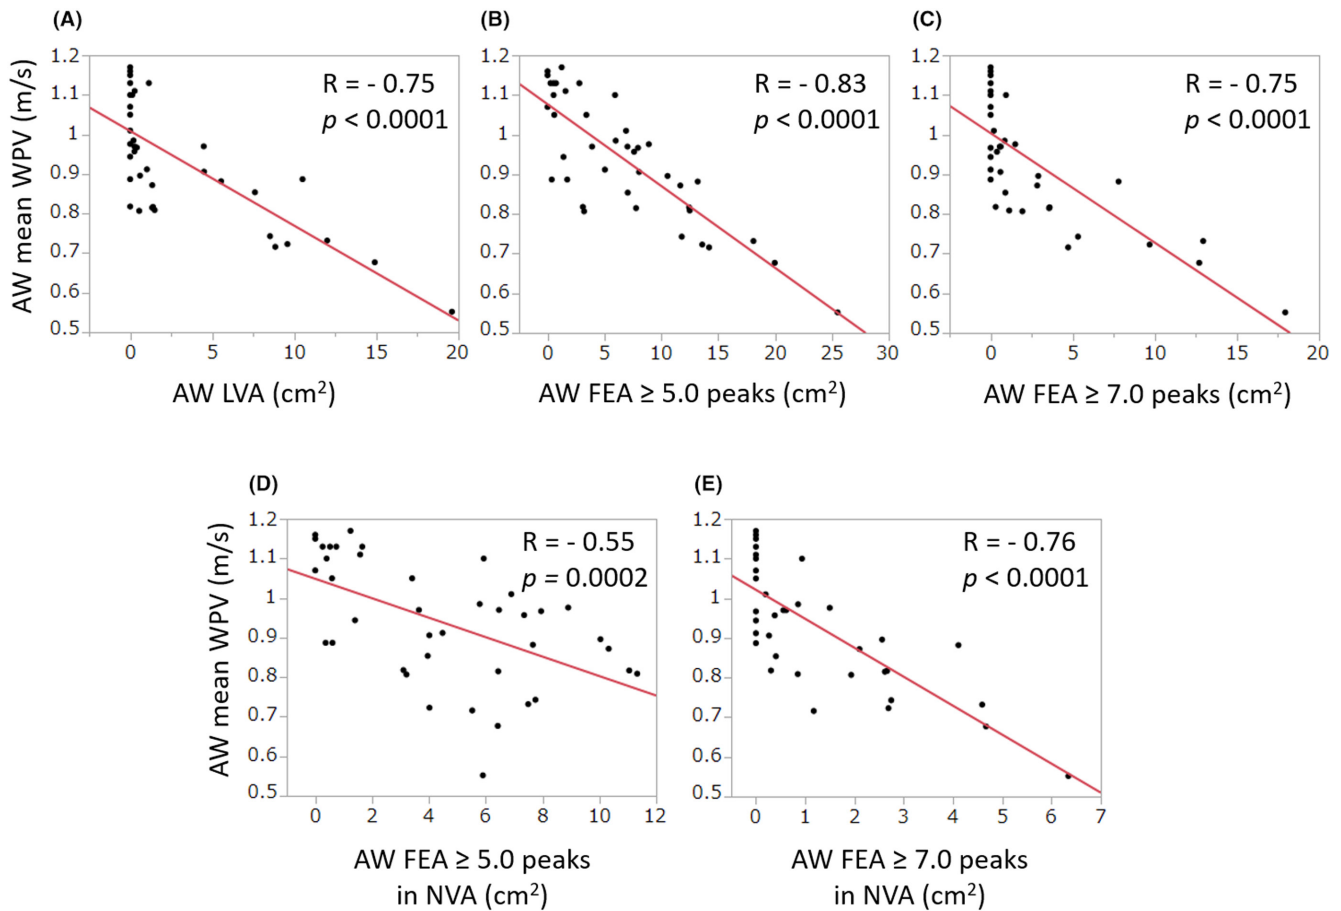 (A)
AW mean WPV (m/s)
1.2
1.1
1
0.9
0.8
0.7
0.6
0.5
R = - 0.75
p < 0.0001
0 5 10 15 20
AW LVA (cm²)
(B)
1.2
1.1
1
0.9
0.8
0.7
0.6
0.5
R = - 0.83
p < 0.0001
0 5 10 15 20 25 30
AW FEA ≥ 5.0 peaks (cm²)
(C)
1.2
1.1
1
0.9
0.8
0.7
0.6
0.5
R = - 0.75
p < 0.0001
0 5 10 15 20
AW FEA ≥ 7.0 peaks (cm²)
(D)
AW mean WPV (m/s)
1.2
1.1
1
0.9
0.8
0.7
0.6
0.5
R = - 0.55
p = 0.0002
0 2 4 6 8 10 12
AW FEA ≥ 5.0 peaks
in NVA (cm²)
(E)
1.2
1.1
1
0.9
0.8
0.7
0.6
0.5
R = - 0.76
p < 0.0001
0 1 2 3 4 5 6 7
AW FEA ≥ 7.0 peaks
in NVA (cm²)